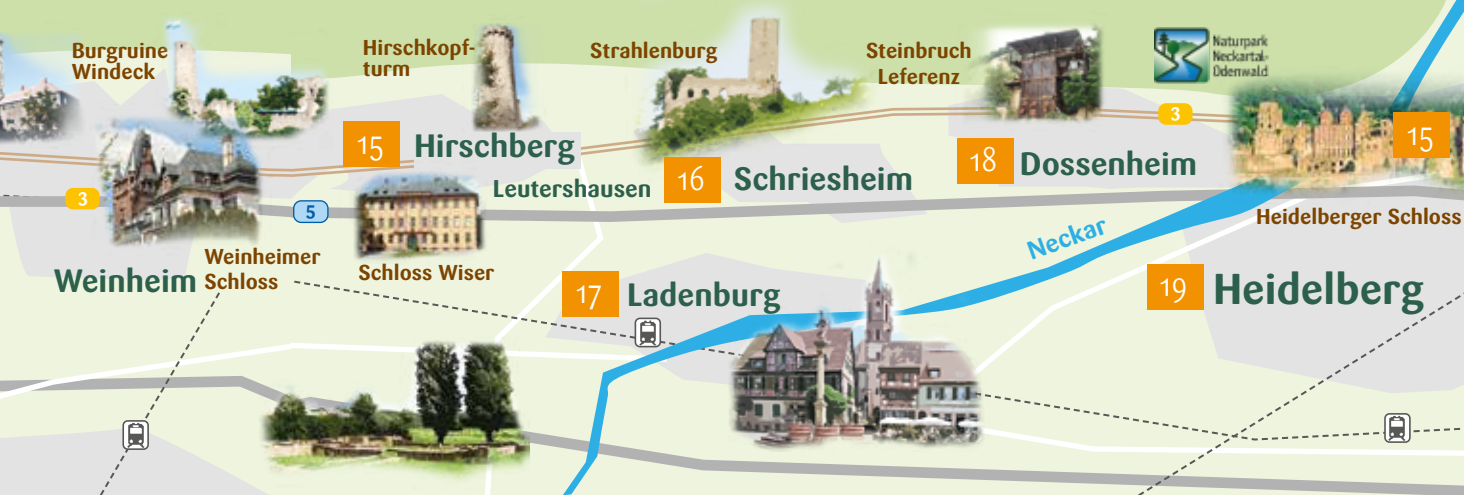 Burgruine
Windeck
Hirschkopf-
turm
Strahlenburg
Steinbruch
Leferenz
Naturpark
Neckartal-
Odenwald
3
15
15 Hirschberg
Leutershausen
16 Schriesheim
18 Dossenheim
3
5
Neckar
Heidelberger Schloss
Weinheim
Weinheimer
Schloss
Schloss Wiser
17 Ladenburg
19 Heidelberg